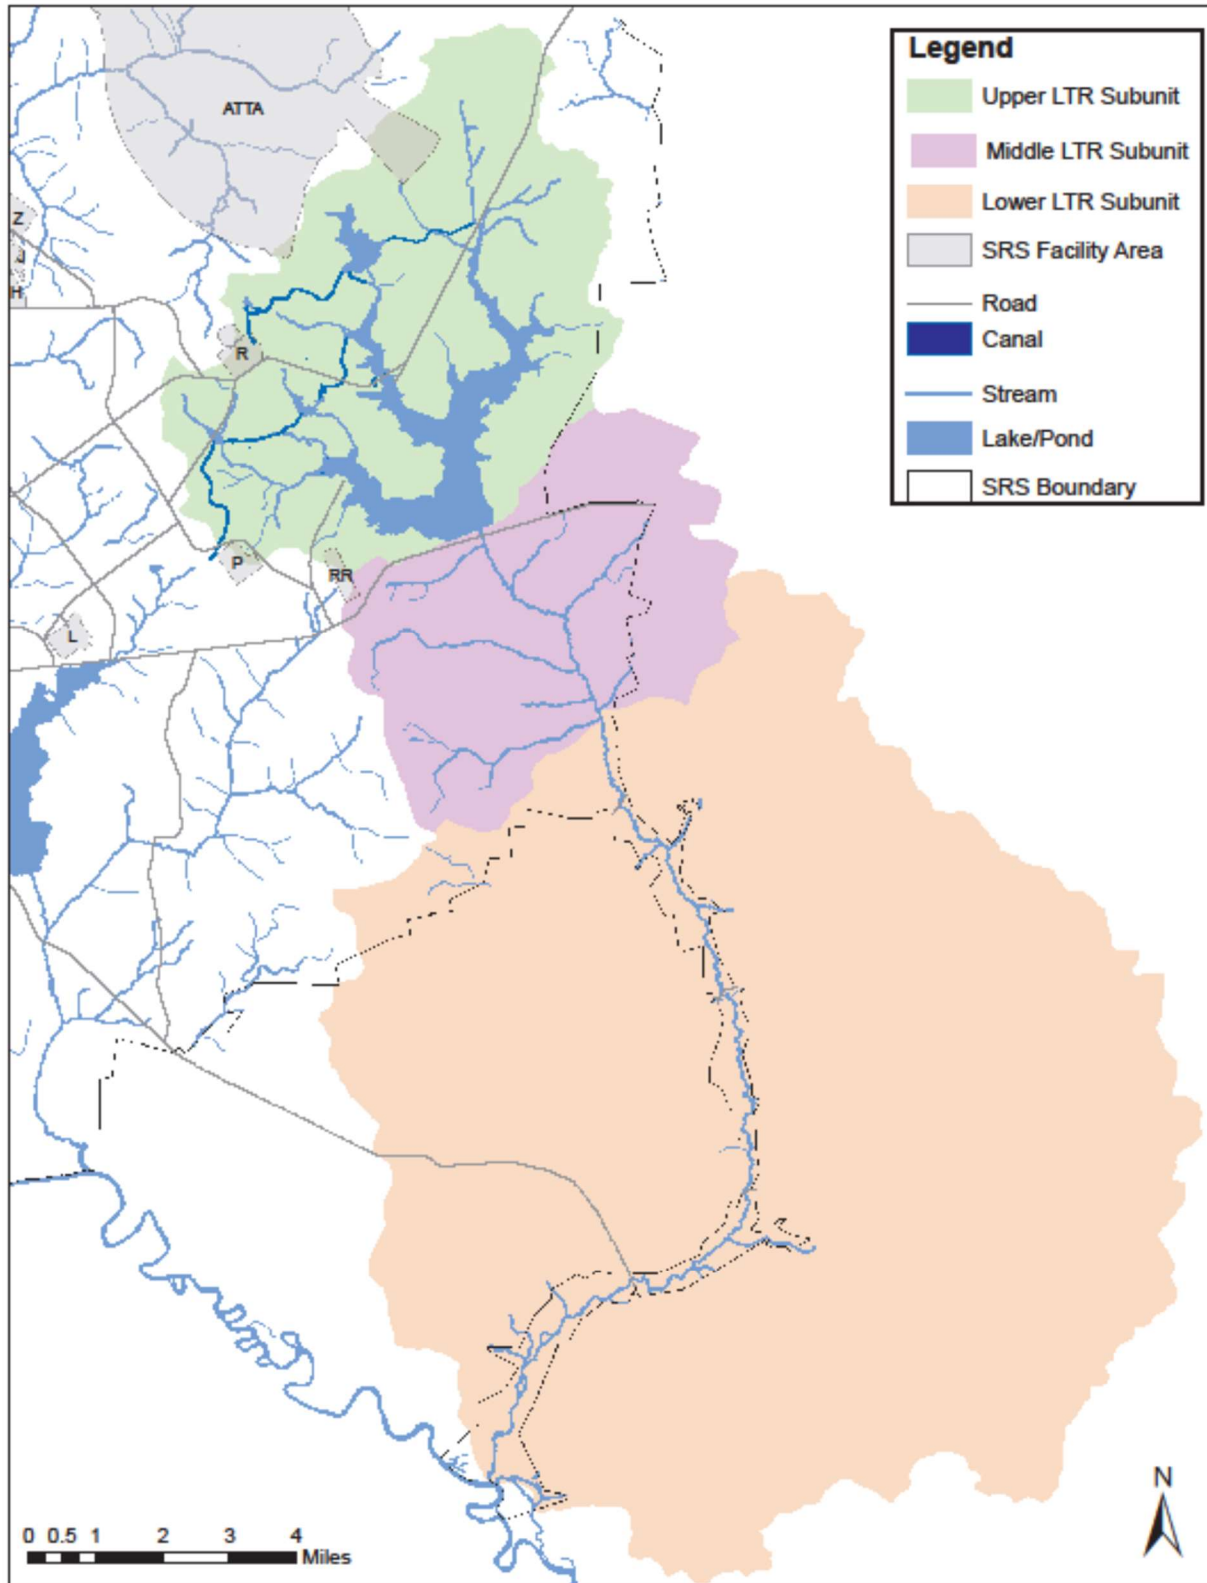 Legend
Upper LTR Subunit
Middle LTR Subunit
Lower LTR Subunit
SRS Facility Area
Road
Canal
Stream
Lake/Pond
SRS Boundary
ATTA
Z
J
H
R
P
RR
L
N
0 0.5 1 2 3 4
Miles